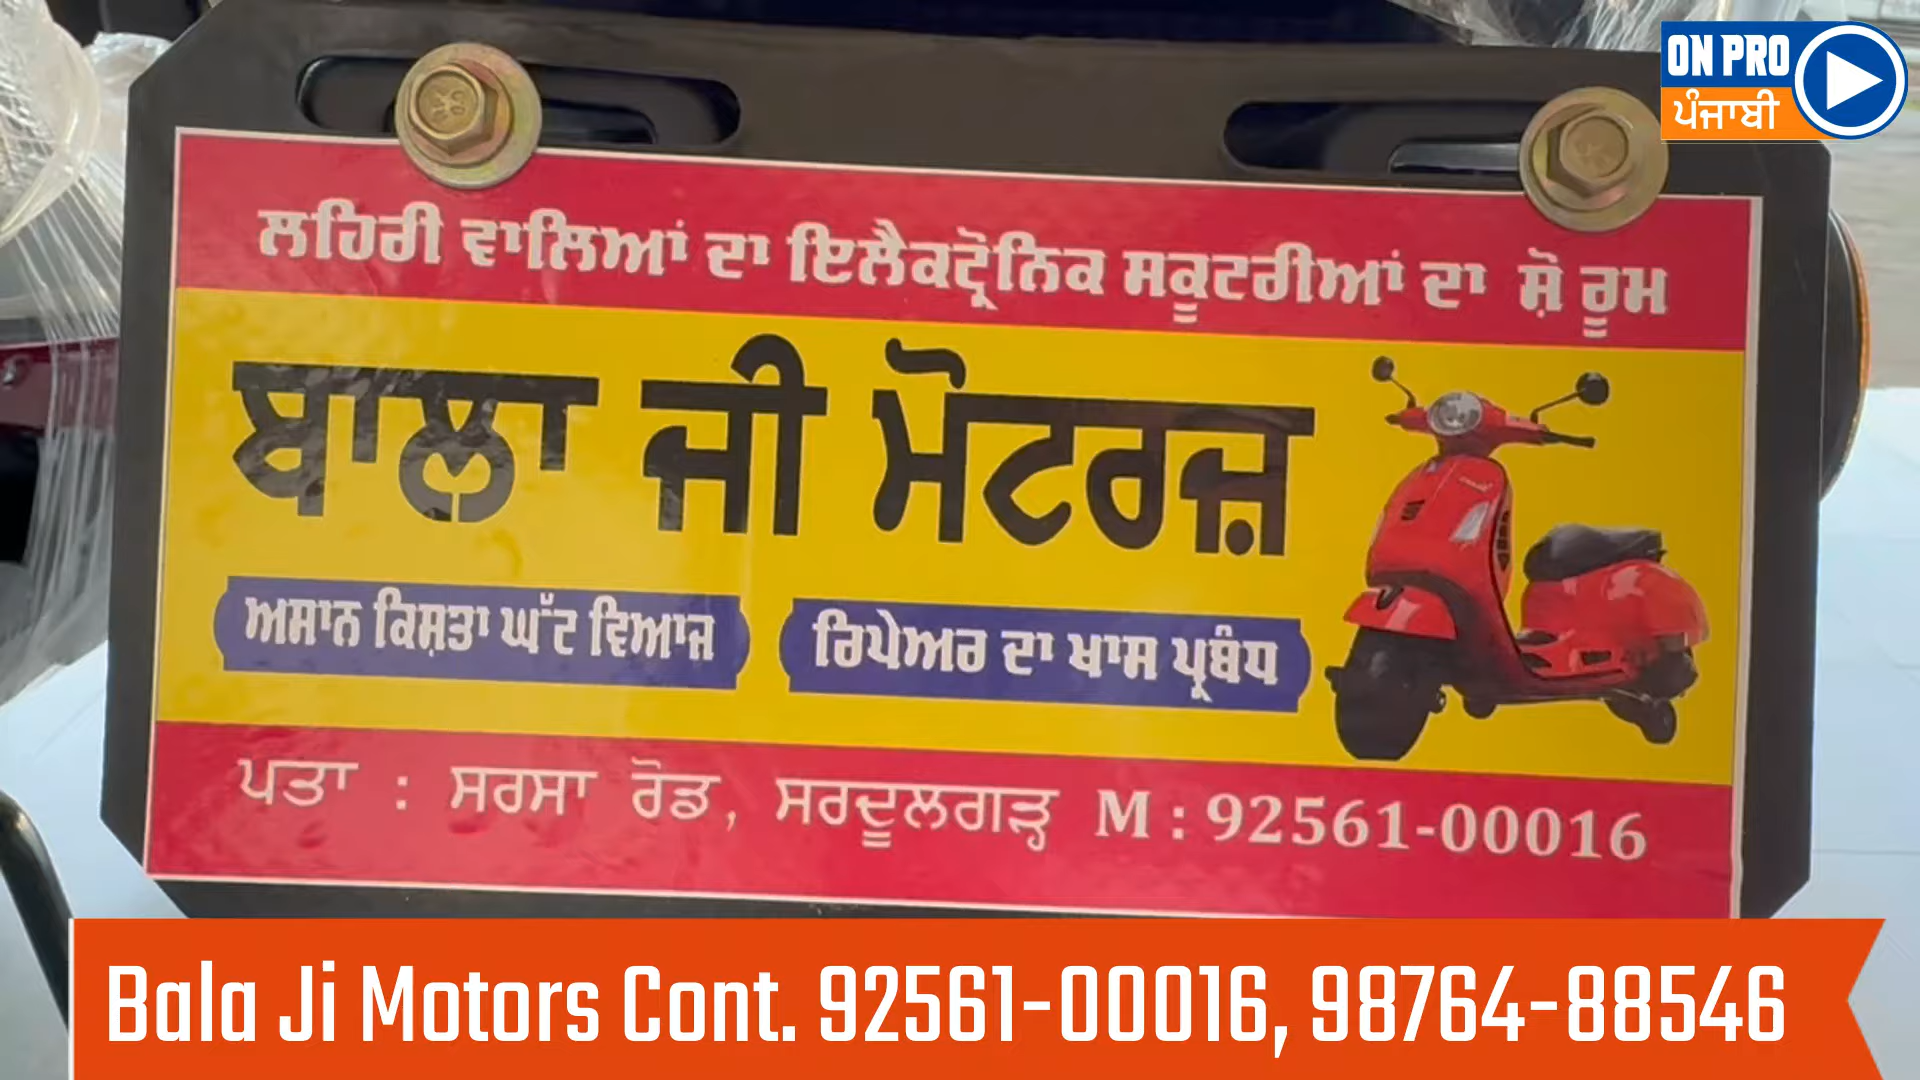 ON PRO
ਪੰਜਾਬੀ
ਲਹਿਰੀ ਵਾਲਿਆਂ ਦਾ ਇਲੈਕਟ੍ਰੋਨਿਕ ਸਕੂਟਰੀਆਂ ਦਾ ਸ਼ੋ ਰੂਮ
ਬਾਲਾ ਜੀ ਮੋਟਰਜ਼
ਅਸਾਨ ਕਿਸ਼ਤਾ ਘੱਟ ਵਿਆਜ
ਰਿਪੇਅਰ ਦਾ ਖਾਸ ਪ੍ਰਬੰਧ
ਪਤਾ : ਸਰਸਾ ਰੋਡ, ਸਰਦੂਲਗੜ੍ਹ M : 92561-00016
Bala Ji Motors Cont. 92561-00016, 98764-88546